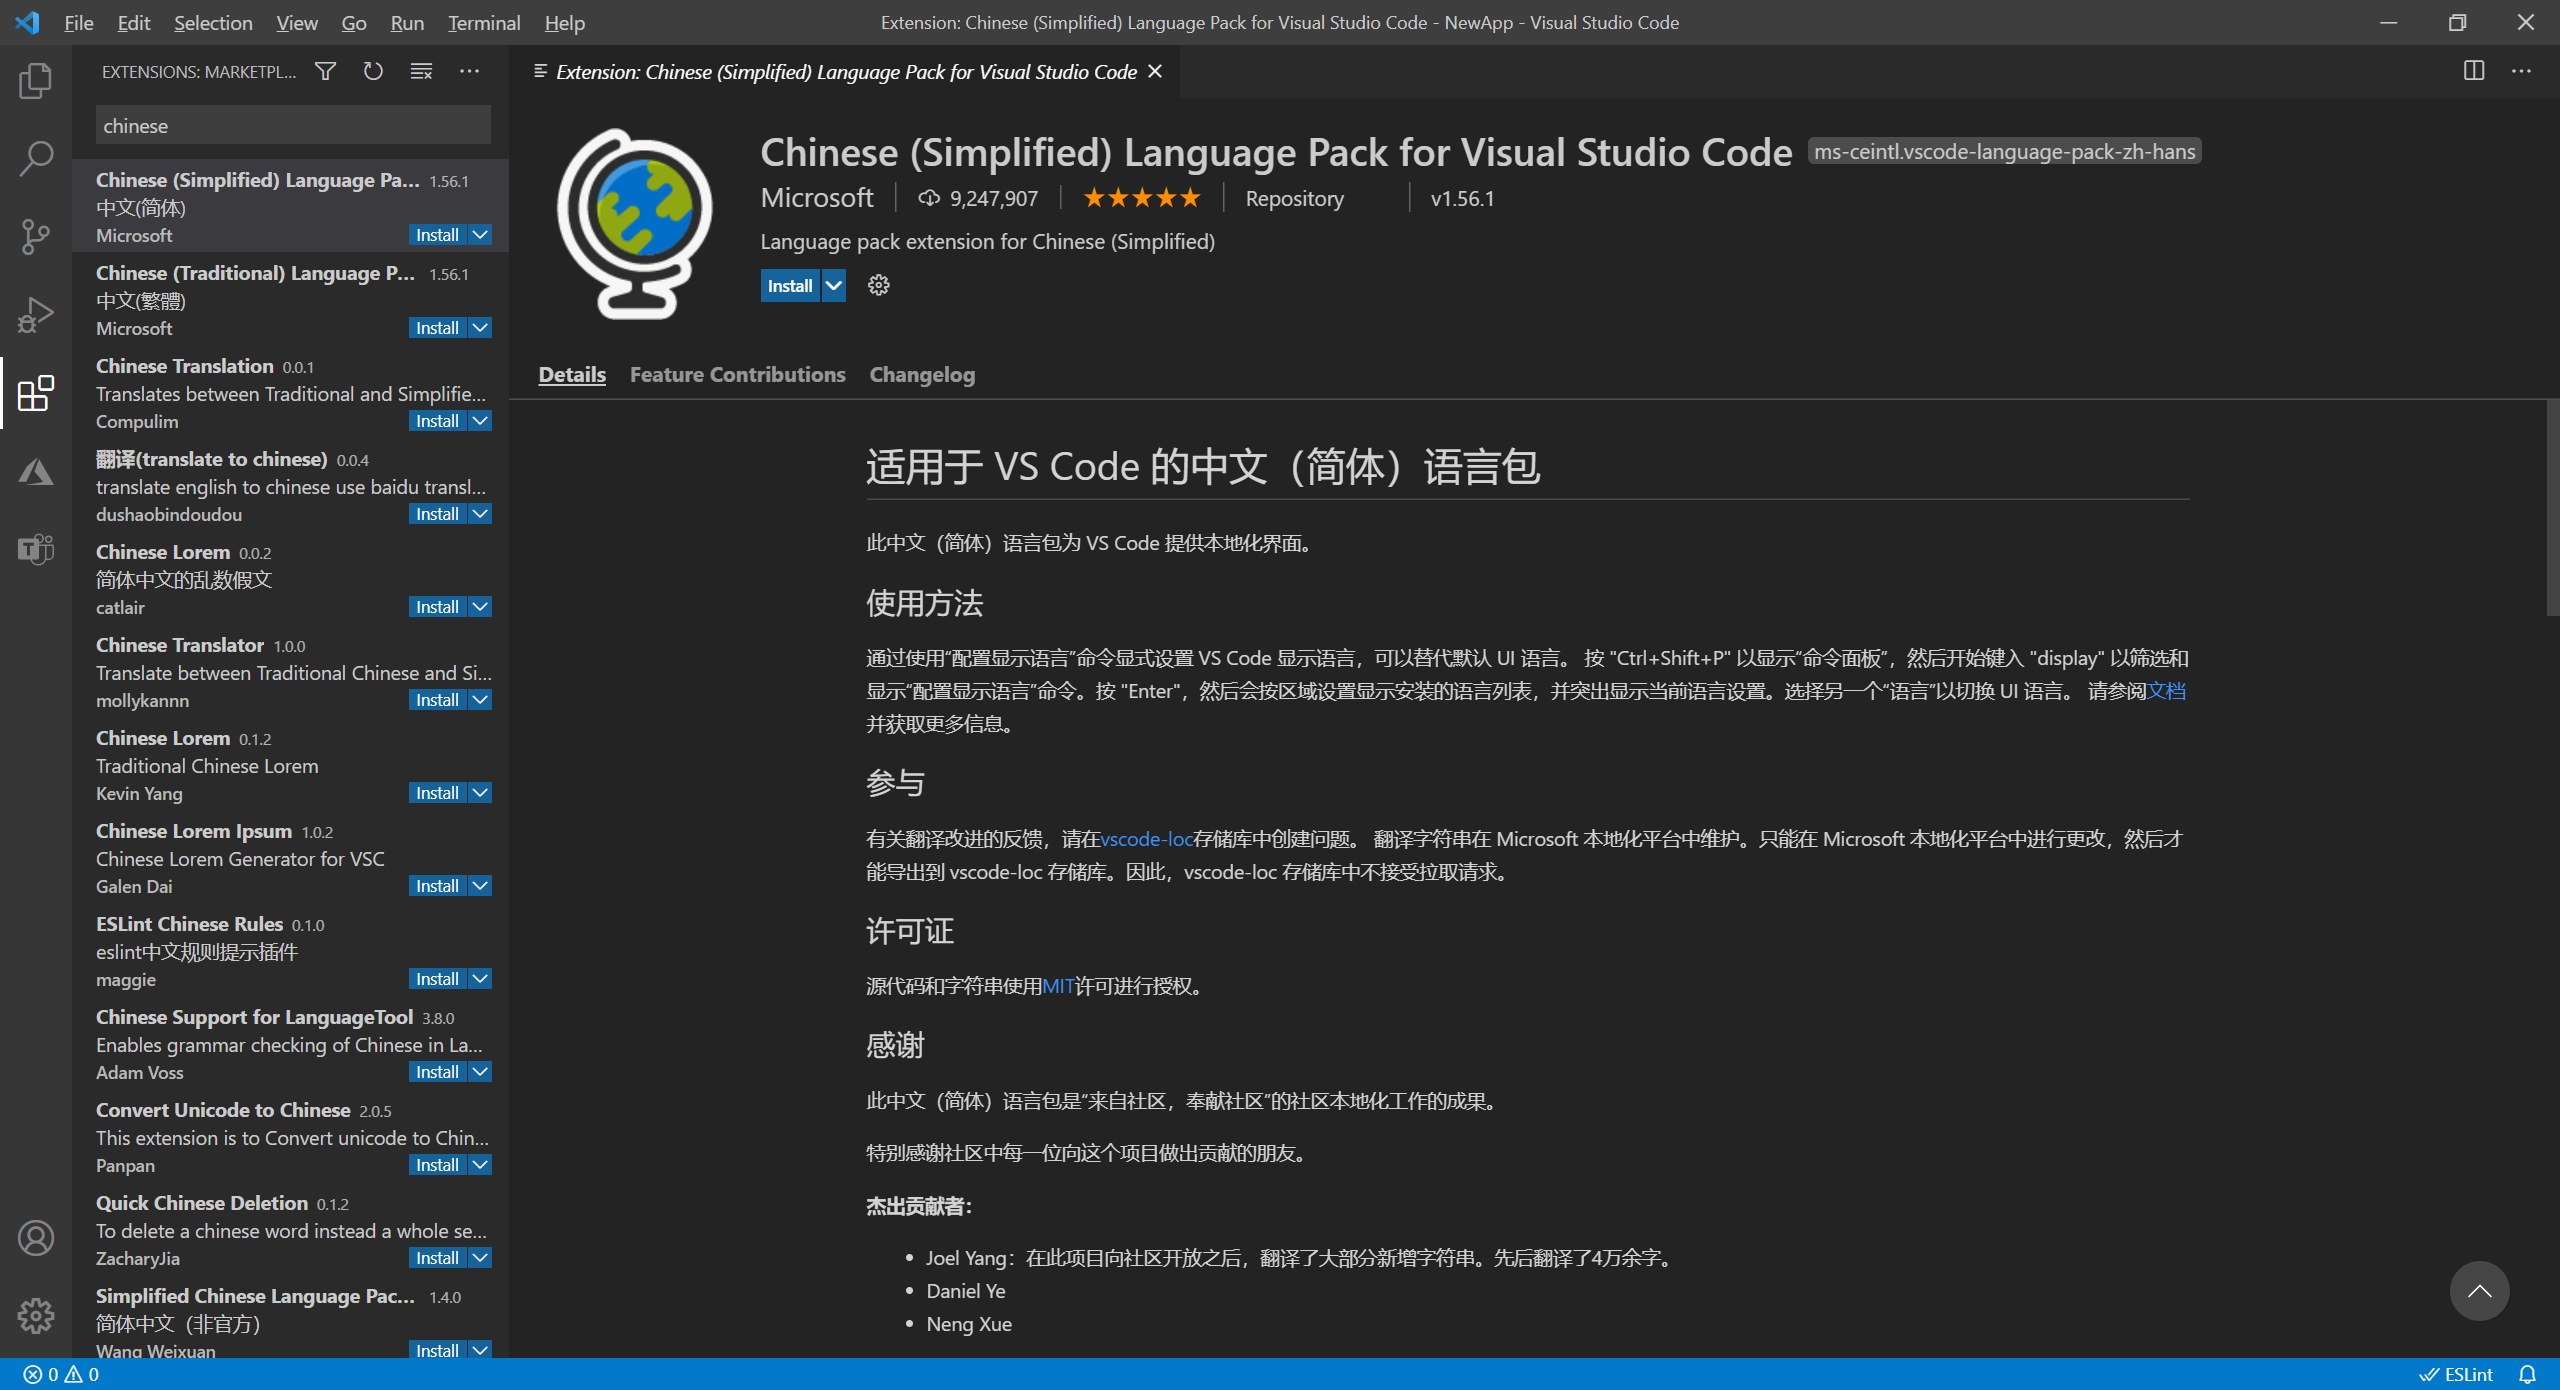 File Edit Selection View Go Run Terminal Help
Extension: Chinese (Simplified) Language Pack for Visual Studio Code - NewApp - Visual Studio Code
EXTENSIONS: MARKETPL...
chinese
Chinese (Simplified) Language Pa... 1.56.1
中文(简体)
Microsoft Install
Chinese (Traditional) Language P... 1.56.1
中文(繁體)
Microsoft Install
Chinese Translation 0.0.1
Translates between Traditional and Simplifie...
Compulim Install
翻译(translate to chinese) 0.0.4
translate english to chinese use baidu transl...
dushaobindoudou Install
Chinese Lorem 0.0.2
简体中文的乱数假文
catlair Install
Chinese Translator 1.0.0
Translate between Traditional Chinese and Si...
mollykannn Install
Chinese Lorem 0.1.2
Traditional Chinese Lorem
Kevin Yang Install
Chinese Lorem Ipsum 1.0.2
Chinese Lorem Generator for VSC
Galen Dai Install
ESLint Chinese Rules 0.1.0
eslint中文规则提示插件
maggie Install
Chinese Support for LanguageTool 3.8.0
Enables grammar checking of Chinese in La...
Adam Voss Install
Convert Unicode to Chinese 2.0.5
This extension is to Convert unicode to Chin...
Panpan Install
Quick Chinese Deletion 0.1.2
To delete a chinese word instead a whole se...
ZacharyJia Install
Simplified Chinese Language Pac... 1.4.0
简体中文（非官方）
Wang Weixuan Install
Extension: Chinese (Simplified) Language Pack for Visual Studio Code
Chinese (Simplified) Language Pack for Visual Studio Code ms-ceintl.vscode-language-pack-zh-hans
Microsoft 9,247,907 ★★★★★ Repository v1.56.1
Language pack extension for Chinese (Simplified)
Install
Details Feature Contributions Changelog
适用于 VS Code 的中文（简体）语言包
此中文（简体）语言包为 VS Code 提供本地化界面。
使用方法
通过使用“配置显示语言”命令显式设置 VS Code 显示语言，可以替代默认 UI 语言。 按 "Ctrl+Shift+P" 以显示“命令面板”，然后开始键入 "display" 以筛选和
显示“配置显示语言”命令。按 "Enter"，然后会按区域设置显示安装的语言列表，并突出显示当前语言设置。选择另一个“语言”以切换 UI 语言。 请参阅文档
并获取更多信息。
参与
有关翻译改进的反馈，请在vscode-loc存储库中创建问题。 翻译字符串在 Microsoft 本地化平台中维护。只能在 Microsoft 本地化平台中进行更改，然后才
能导出到 vscode-loc 存储库。因此，vscode-loc 存储库中不接受拉取请求。
许可证
源代码和字符串使用MIT许可进行授权。
感谢
此中文（简体）语言包是“来自社区，奉献社区”的社区本地化工作的成果。
特别感谢社区中每一位向这个项目做出贡献的朋友。
杰出贡献者：
• Joel Yang：在此项目向社区开放之后，翻译了大部分新增字符串。先后翻译了4万余字。
• Daniel Ye
• Neng Xue
0 0 ESLint